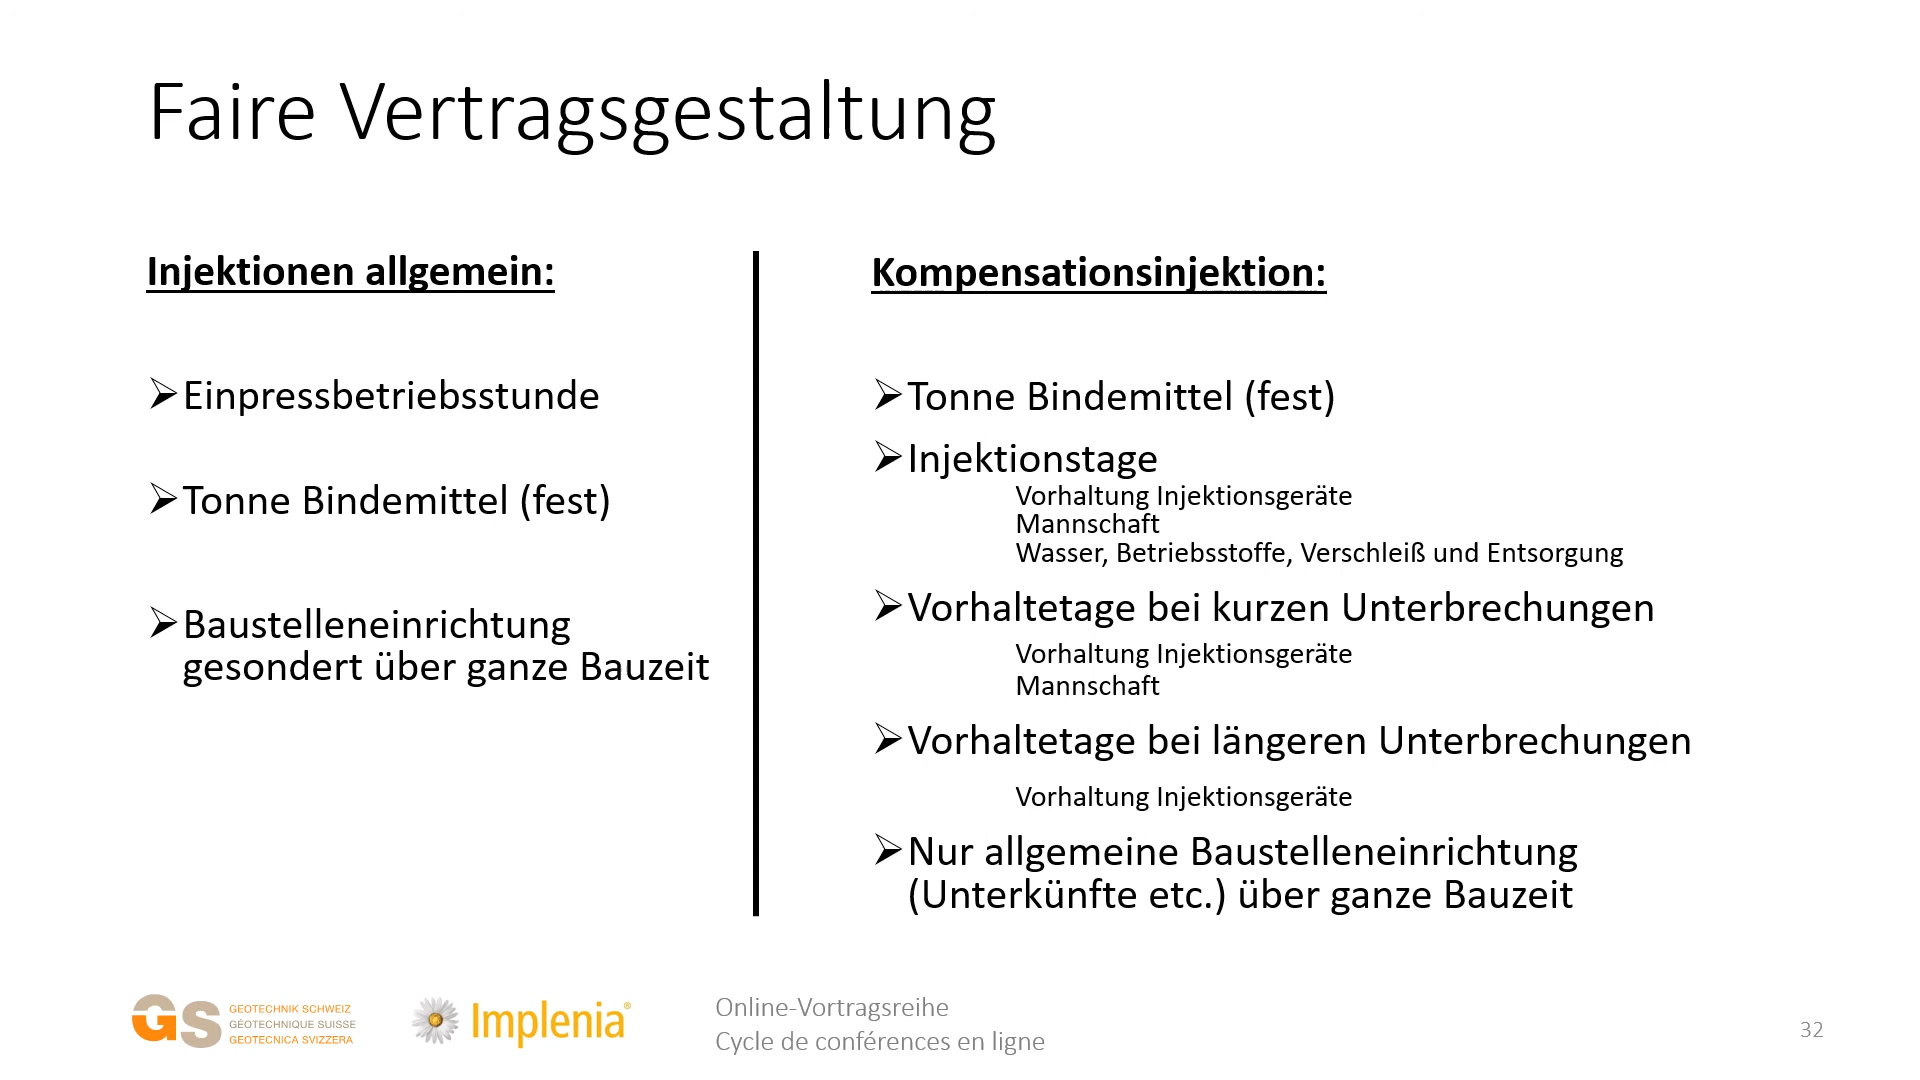 Faire Vertragsgestaltung
Injektionen allgemein:
Einpressbetriebsstunde
Tonne Bindemittel (fest)
Baustelleneinrichtung
gesondert über ganze Bauzeit
Kompensationsinjektion:
Tonne Bindemittel (fest)
Injektionstage
Vorhaltung Injektionsgeräte
Mannschaft
Wasser, Betriebsstoffe, Verschleiß und Entsorgung
Vorhaltetage bei kurzen Unterbrechungen
Vorhaltung Injektionsgeräte
Mannschaft
Vorhaltetage bei längeren Unterbrechungen
Vorhaltung Injektionsgeräte
Nur allgemeine Baustelleneinrichtung
(Unterkünfte etc.) über ganze Bauzeit
GS
GEOTECHNIK SCHWEIZ
GÉOTECHNIQUE SUISSE
GEOTECNICA SVIZZERA
Implenia®
Online-Vortragsreihe
Cycle de conférences en ligne
32